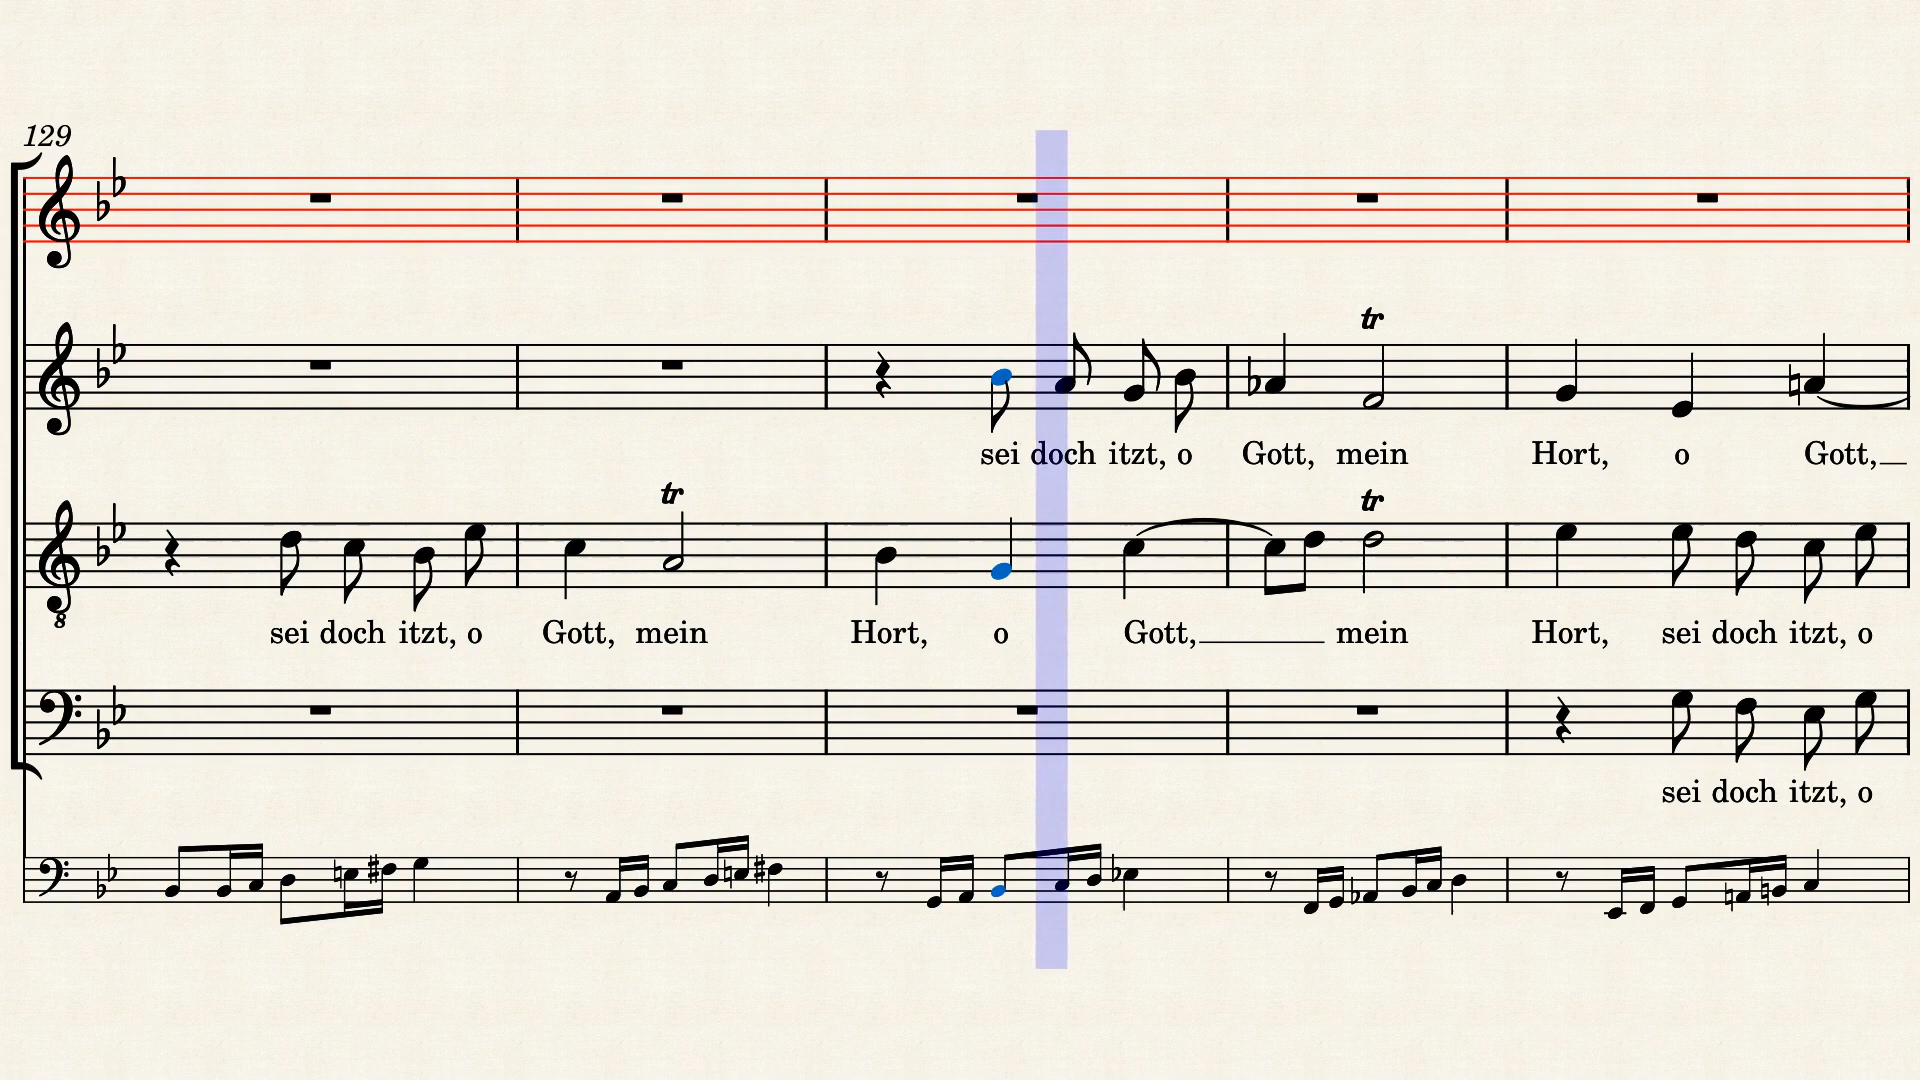 129
tr
sei doch itzt, o Gott, mein Hort, o Gott,
tr tr
sei doch itzt, o Gott, mein Hort, o Gott, mein Hort, sei doch itzt, o
8
sei doch itzt, o